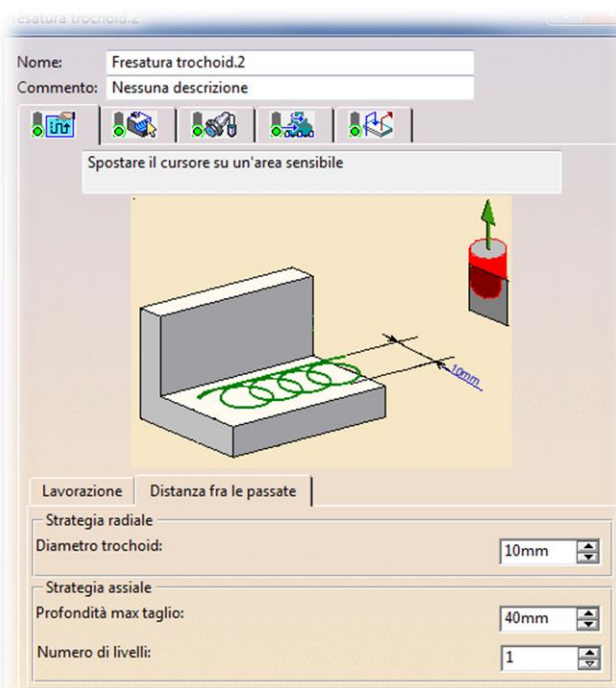 Fresatura trochoid.2
Nome: Fresatura trochoid.2
Commento: Nessuna descrizione
Spostare il cursore su un'area sensibile
10mm
Lavorazione Distanza fra le passate
Strategia radiale
Diametro trochoid: 10mm
Strategia assiale
Profondità max taglio: 40mm
Numero di livelli: 1